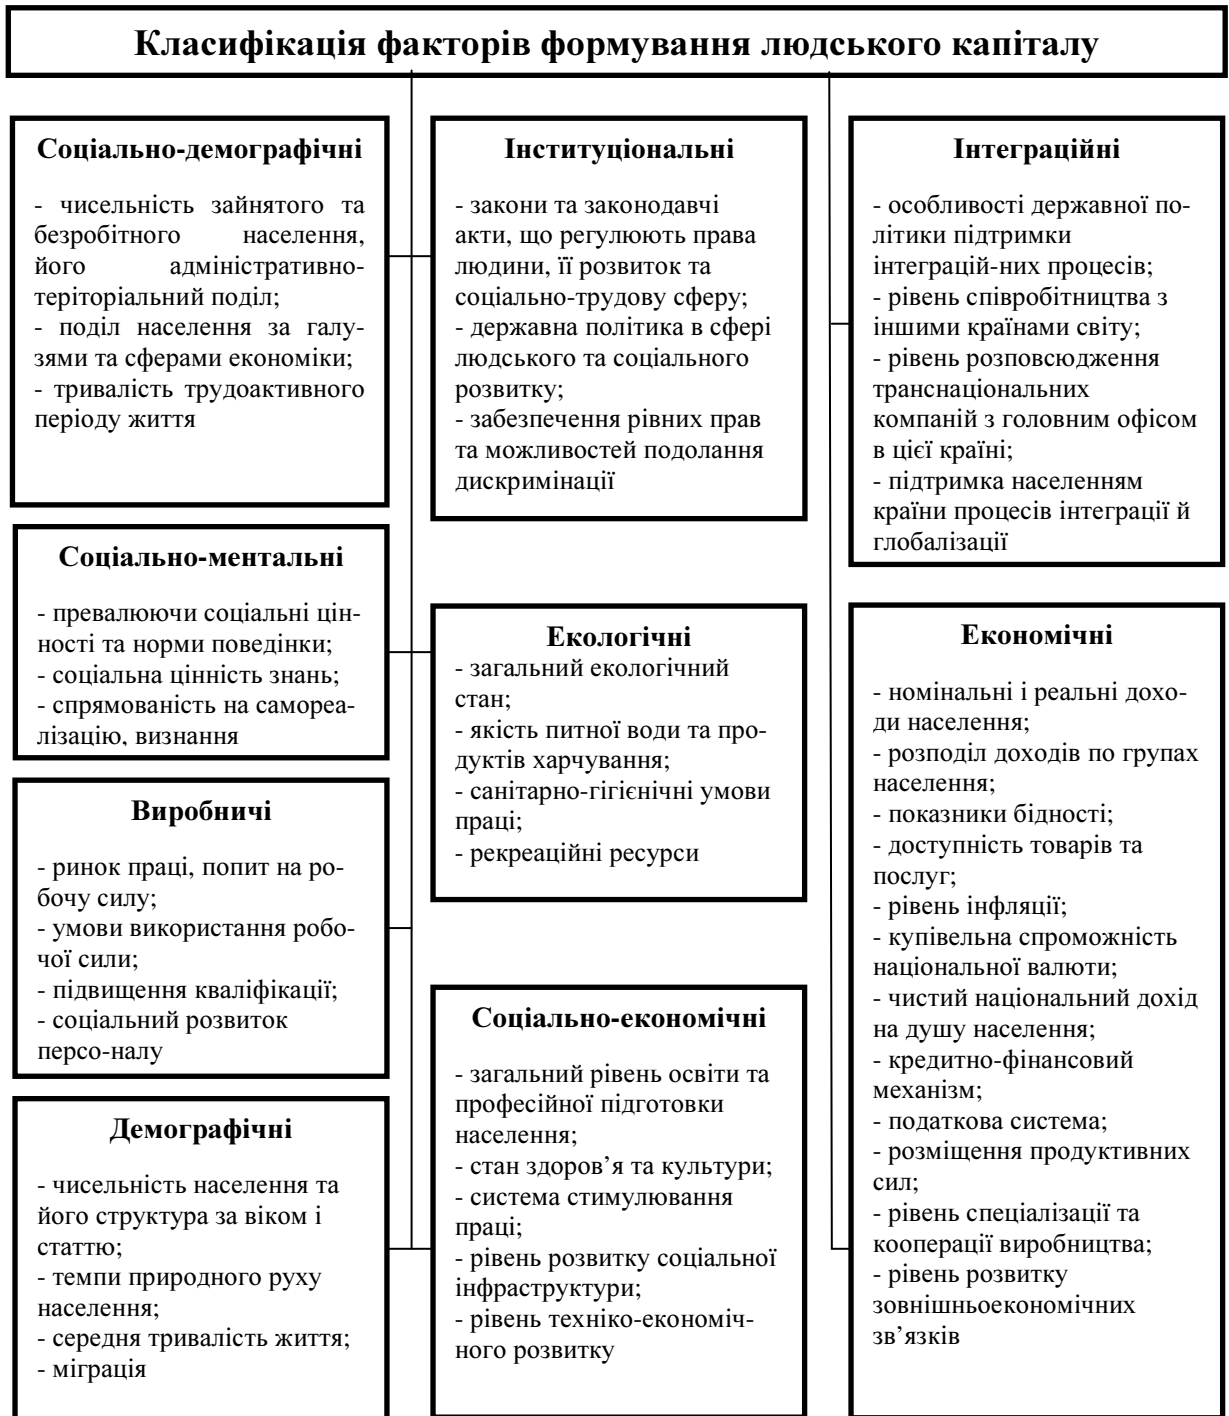 Класифікація факторів формування людського капіталу
Соціально-демографічні
- чисельність зайнятого та
безробітного населення,
його адміністративно-
теріторіальний поділ;
- поділ населення за галу-
зями та сферами економіки;
- тривалість трудоактивного
періоду життя
Соціально-ментальні
- превалюючи соціальні цін-
ності та норми поведінки;
- соціальна цінність знань;
- спрямованість на самореа-
лізацію, визнання
Виробничі
- ринок праці, попит на ро-
бочу силу;
- умови використання робо-
чої сили;
- підвищення кваліфікації;
- соціальний розвиток
персо-налу
Демографічні
- чисельність населення та
його структура за віком і
статтю;
- темпи природного руху
населення;
- середня тривалість життя;
- міграція
Інституціональні
- закони та законодавчі
акти, що регулюють права
людини, її розвиток та
соціально-трудову сферу;
- державна політика в сфері
людського та соціального
розвитку;
- забезпечення рівних прав
та можливостей подолання
дискримінації
Екологічні
- загальний екологічний
стан;
- якість питної води та про-
дуктів харчування;
- санітарно-гігієнічні умови
праці;
- рекреаційні ресурси
Соціально-економічні
- загальний рівень освіти та
професійної підготовки
населення;
- стан здоров’я та культури;
- система стимулювання
праці;
- рівень розвитку соціальної
інфраструктури;
- рівень техніко-економіч-
ного розвитку
Інтеграційні
- особливості державної по-
літики підтримки
інтеграцій-них процесів;
- рівень співробітництва з
іншими країнами світу;
- рівень розповсюдження
транснаціональних
компаній з головним офісом
в цієї країні;
- підтримка населенням
країни процесів інтеграції й
глобалізації
Економічні
- номінальні і реальні дохо-
ди населення;
- розподіл доходів по групах
населення;
- показники бідності;
- доступність товарів та
послуг;
- рівень інфляції;
- купівельна спроможність
національної валюти;
- чистий національний дохід
на душу населення;
- кредитно-фінансовий
механізм;
- податкова система;
- розміщення продуктивних
сил;
- рівень спеціалізації та
кооперації виробництва;
- рівень розвитку
зовнішньоекономічних
зв’язків